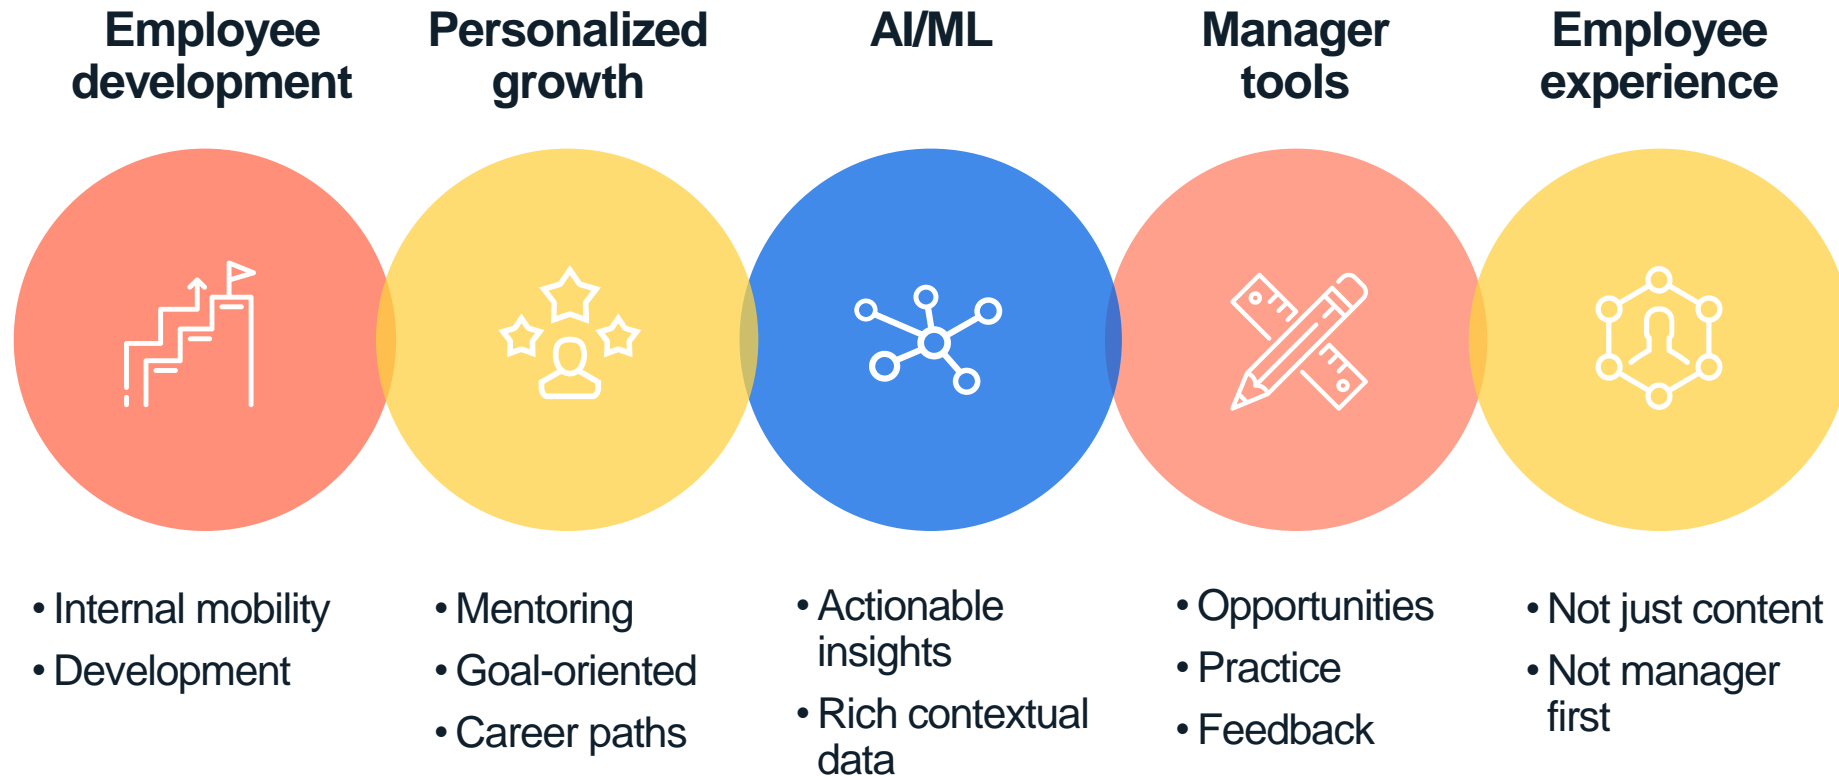 Employee
development
Personalized
growth
AI/ML
Manager
tools
Employee
experience
• Internal mobility
• Development
• Mentoring
• Goal-oriented
• Career paths
• Actionable
insights
• Rich contextual
data
• Opportunities
• Practice
• Feedback
• Not just content
• Not manager
first